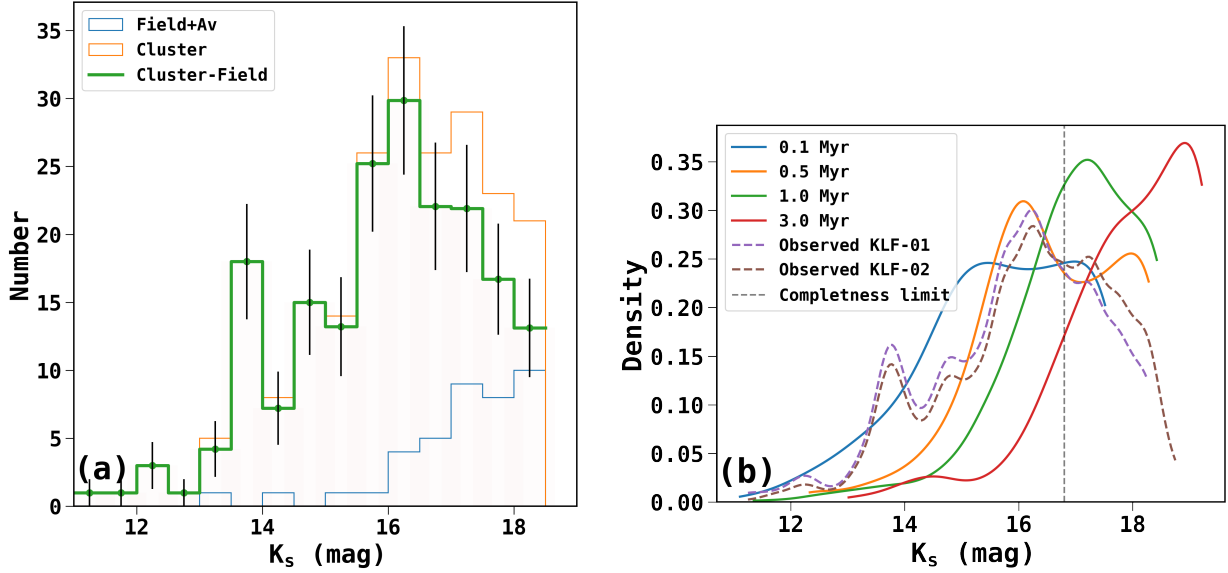 Field+Av
Cluster
Cluster-Field
35
30
25
20
15
10
5
0
Number
(a)
12 14 16 18
Ks (mag)
0.1 Myr
0.5 Myr
1.0 Myr
3.0 Myr
Observed KLF-01
Observed KLF-02
Completness limit
0.35
0.30
0.25
0.20
0.15
0.10
0.05
0.00
Density
(b)
12 14 16 18
Ks (mag)